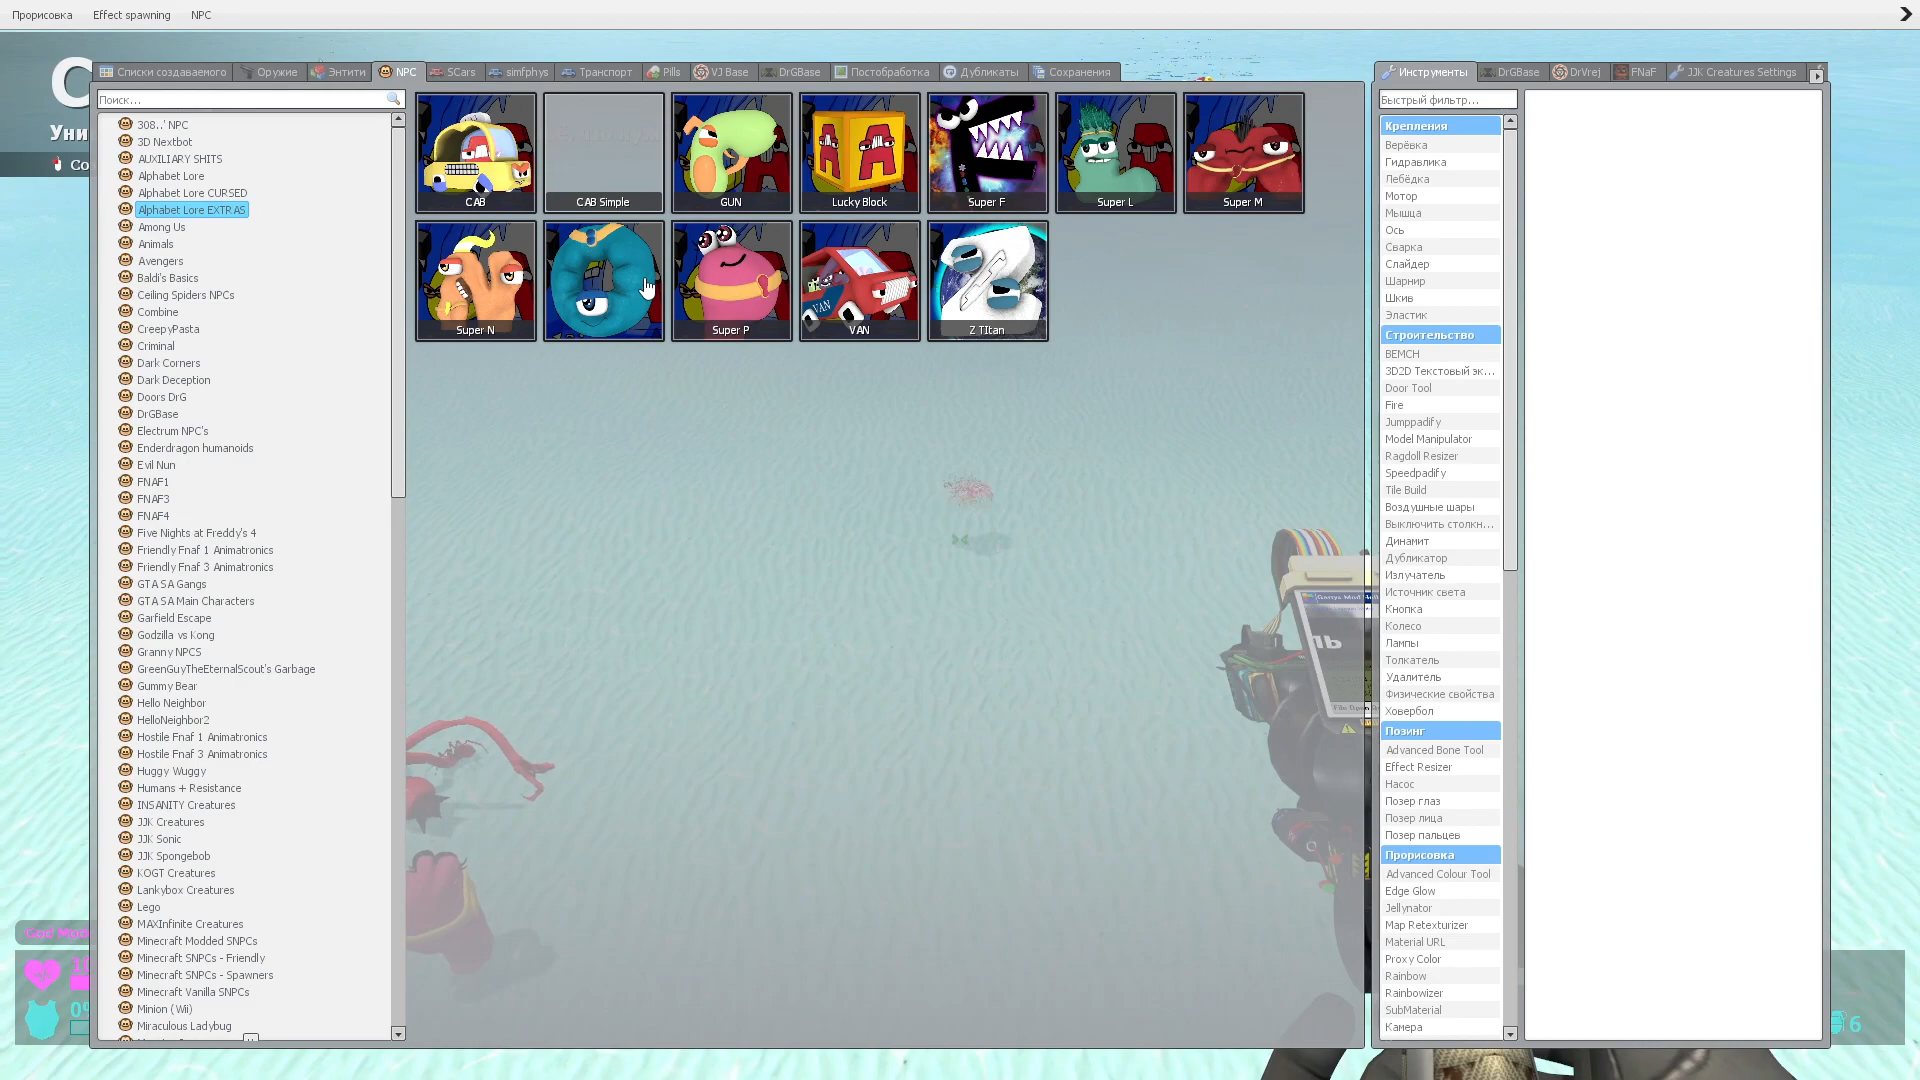 Прорисовка Effect spawning NPC
С
Уни
Со
Списки создаваемого Оружие Энтити NPC SCars simfphys Транспорт Pills VJ Base DrGBase Постобработка Дубликаты Сохранения
Поиск...
308..' NPC
3D Nextbot
AUXILIARY SHITS
Alphabet Lore
Alphabet Lore CURSED
Alphabet Lore EXTRAS
Among Us
Animals
Avengers
Baldi's Basics
Ceiling Spiders NPCs
Combine
CreepyPasta
Criminal
Dark Corners
Dark Deception
Doors DrG
DrGBase
Electrum NPC's
Enderdragon humanoids
Evil Nun
FNAF1
FNAF3
FNAF4
Five Nights at Freddy's 4
Friendly Fnaf 1 Animatronics
Friendly Fnaf 3 Animatronics
GTA SA Gangs
GTA SA Main Characters
Garfield Escape
Godzilla vs Kong
Granny NPCS
GreenGuyTheEternalScout's Garbage
Gummy Bear
Hello Neighbor
HelloNeighbor2
Hostile Fnaf 1 Animatronics
Hostile Fnaf 3 Animatronics
Huggy Wuggy
Humans + Resistance
INSANITY Creatures
JJK Creatures
JJK Sonic
JJK Spongebob
KOGT Creatures
Lankybox Creatures
Lego
MAXInfinite Creatures
Minecraft Modded SNPCs
Minecraft SNPCs - Friendly
Minecraft SNPCs - Spawners
Minecraft Vanilla SNPCs
Minion (Wii)
Miraculous Ladybug
CAB CAB Simple GUN Lucky Block Super F Super L Super M
Super N Super P VAN Z TItan
VAN
Инструменты DrGBase DrVrej FNaF JJK Creatures Settings
Быстрый фильтр...
Крепления
Верёвка
Гидравлика
Лебёдка
Мотор
Мышца
Ось
Сварка
Слайдер
Шарнир
Шкив
Эластик
Строительство
BEMCH
3D2D Текстовый эк...
Door Tool
Fire
Jumppadify
Model Manipulator
Ragdoll Resizer
Speedpadify
Tile Build
Воздушные шары
Выключить столкн...
Динамит
Дубликатор
Излучатель
Источник света
Кнопка
Колесо
Лампы
Толкатель
Удалитель
Физические свойства
Ховербол
Позинг
Advanced Bone Tool
Effect Resizer
Насос
Позер глаз
Позер лица
Позер пальцев
Прорисовка
Advanced Colour Tool
Edge Glow
Jellynator
Map Retexturizer
Material URL
Proxy Color
Rainbow
Rainbowizer
SubMaterial
Камера
God Mod
10
0%
6